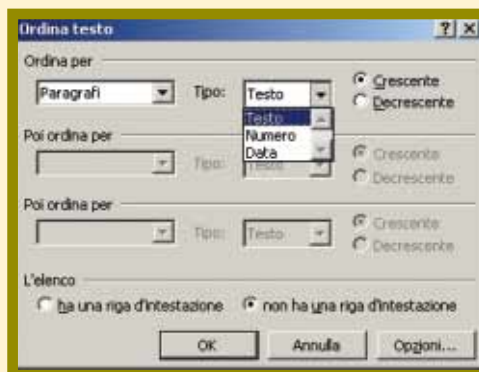 Ordina testo
Ordina per
Paragrafi Tipo: Testo Crescente
Decrescente
Testo
Numero
Data
Poi ordina per
Tipo: Testo Crescente
Decrescente
Poi ordina per
Tipo: Testo Crescente
Decrescente
L'elenco
ha una riga d'intestazione non ha una riga d'intestazione
OK Annulla Opzioni...